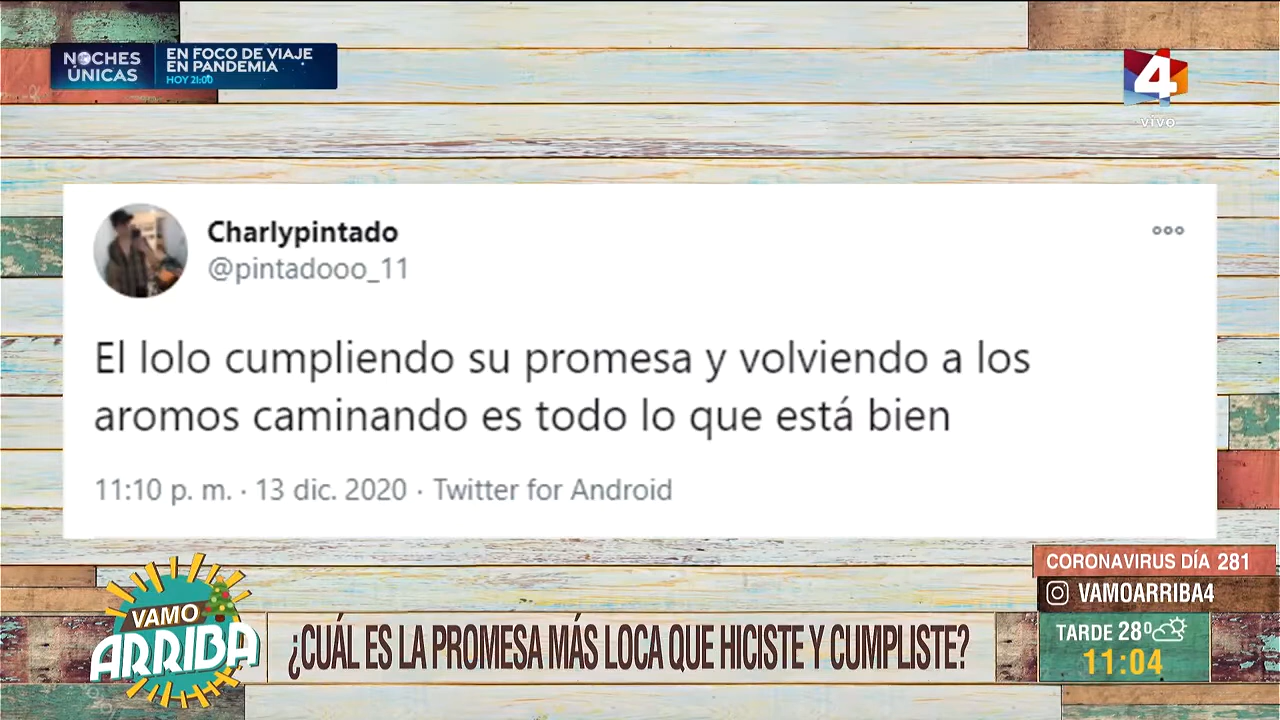 NOCHES
ÚNICAS
EN FOCO DE VIAJE
EN PANDEMIA
HOY 21:00
4
vivo
Charlypintado
@pintadooo_11
El lolo cumpliendo su promesa y volviendo a los
aromos caminando es todo lo que está bien
11:10 p. m. · 13 dic. 2020 · Twitter for Android
CORONAVIRUS DÍA 281
VAMOARRIBA4
VAMO
ARRIBA
¿CUÁL ES LA PROMESA MÁS LOCA QUE HICISTE Y CUMPLISTE?
TARDE 28º
11:04